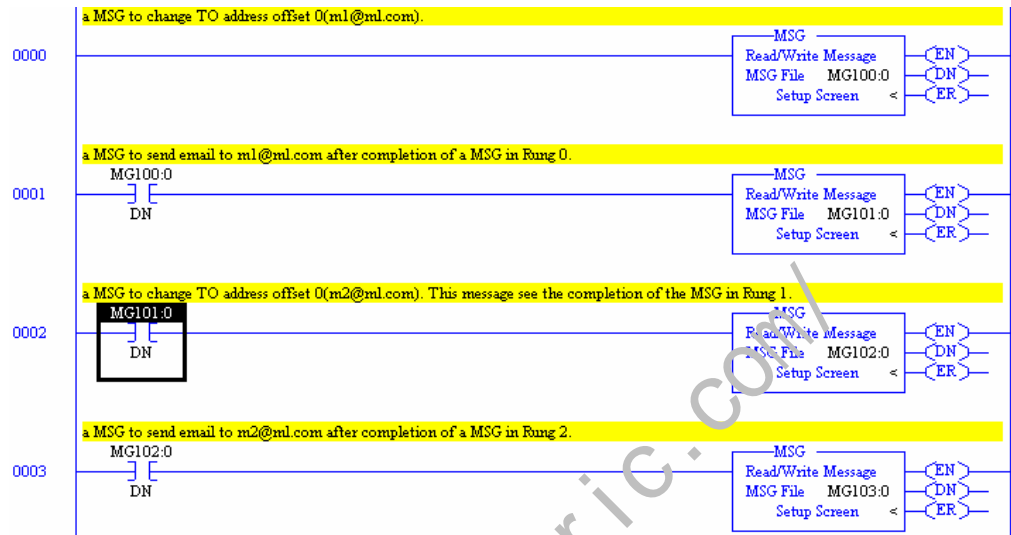 a MSG to change TO address offset 0(m1@ml.com).
0000
MSG
Read/Write Message
MSG File MG100:0
Setup Screen <
EN
DN
ER
a MSG to send email to m1@ml.com after completion of a MSG in Rung 0.
0001
MG100:0
DN
MSG
Read/Write Message
MSG File MG101:0
Setup Screen <
EN
DN
ER
a MSG to change TO address offset 0(m2@ml.com). This message see the completion of the MSG in Rung 1.
0002
MG101:0
DN
MSG
Read/Write Message
MSG File MG102:0
Setup Screen <
EN
DN
ER
a MSG to send email to m2@ml.com after completion of a MSG in Rung 2.
0003
MG102:0
DN
MSG
Read/Write Message
MSG File MG103:0
Setup Screen <
EN
DN
ER
ric.com/